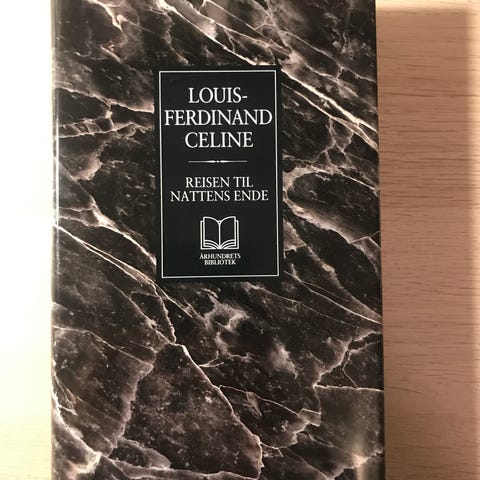 LOUIS-
FERDINAND
CELINE
REISEN TIL
NATTENS ENDE
ÅRHUNDRETS
BIBLIOTEK